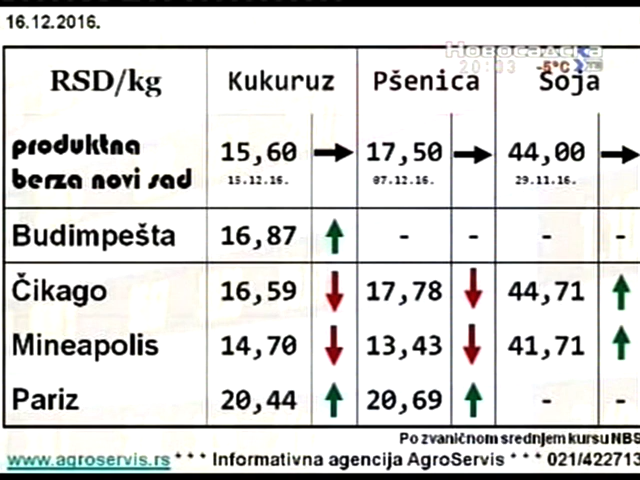 16.12.2016.
Новосадска
20:03 -5°C
RSD/kg Kukuruz Pšenica Soja
produktna berza novi sad 15,60 17,50 44,00
15.12.16. 07.12.16. 29.11.16.
Budimpešta 16,87 - - - -
Čikago 16,59 17,78 44,71
Mineapolis 14,70 13,43 41,71
Pariz 20,44 20,69 - -
Po zvaničnom srednjem kursu NBS
www.agroservis.rs *** Informativna agencija AgroServis *** 021/422713